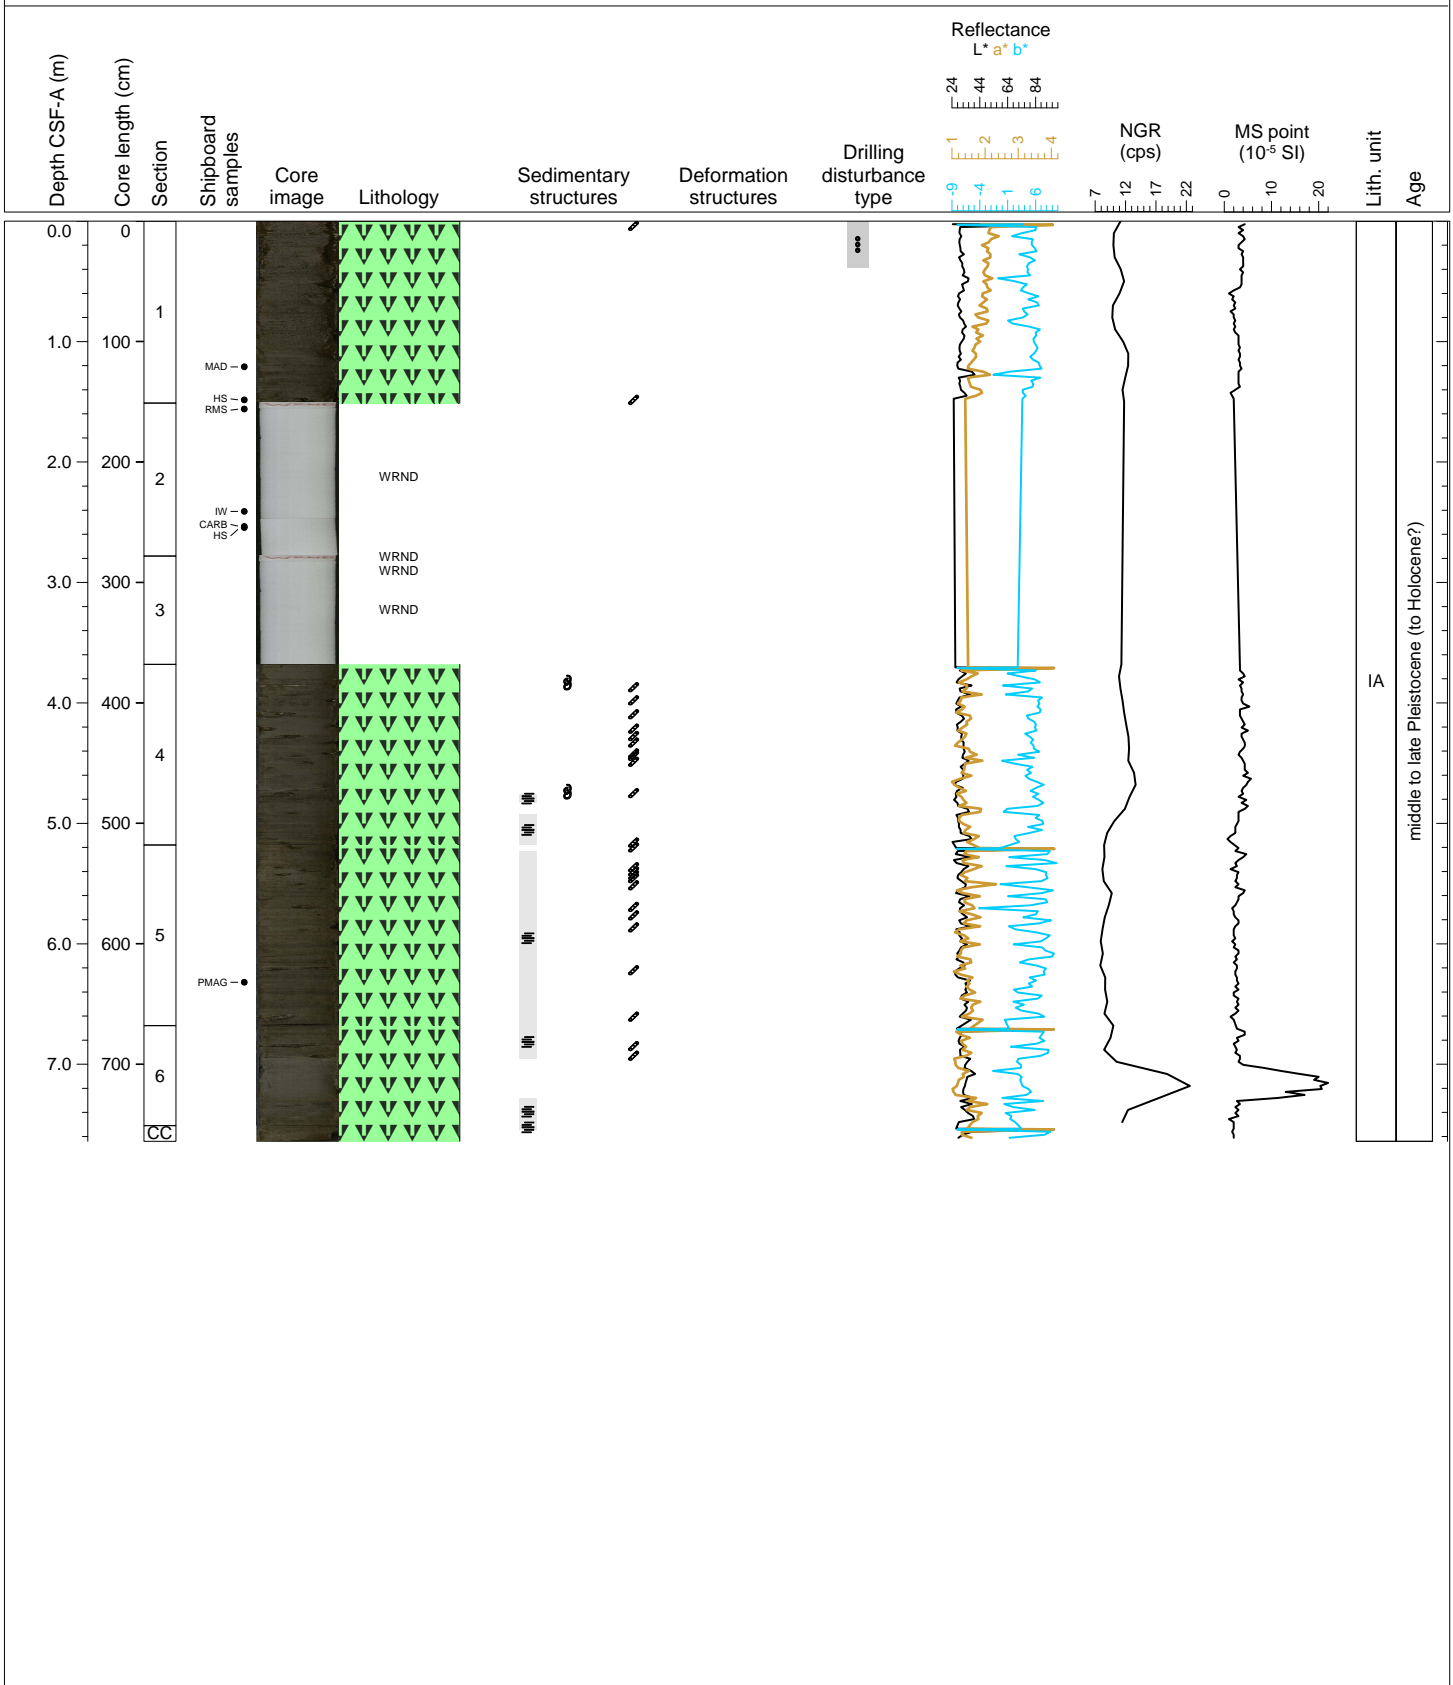 Depth CSF-A (m)
Core length (cm)
Section
Shipboard
samples
Core
image
Lithology
Sedimentary
structures
Deformation
structures
Drilling
disturbance
type
Reflectance
L* a* b*
24 44 64 84
1 2 3 4
-9 -4 1 6
NGR
(cps)
7 12 17 22
MS point
(10-5 SI)
0 10 20
Lith. unit
Age
0.0 0
1
1.0 100
MAD
HS
RMS
2.0 200
2
WRND
IW
CARB
HS
WRND
WRND
3.0 300
3
WRND
IA
middle to late Pleistocene (to Holocene?)
4.0 400
4
5.0 500
5
6.0 600
PMAG
7.0 700
6
CC